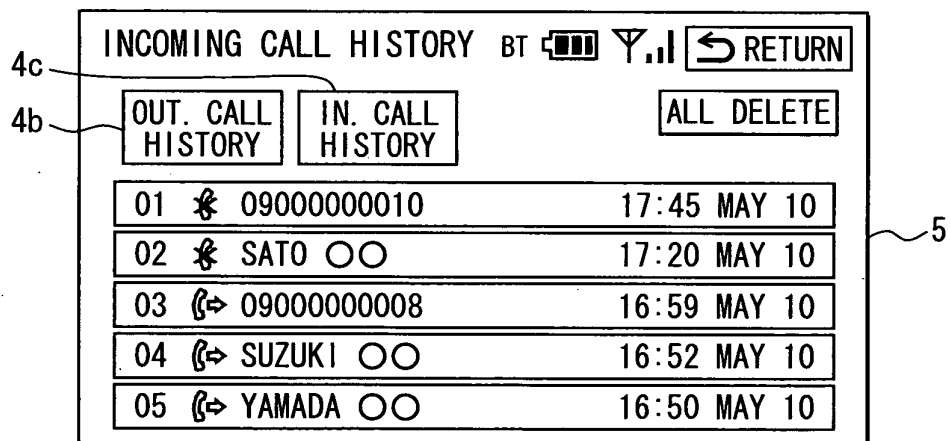 INCOMING CALL HISTORY BT RETURN
4c
4b
OUT. CALL HISTORY
IN. CALL HISTORY
ALL DELETE
01 09000000010 17:45 MAY 10
02 SATO ○○ 17:20 MAY 10
5
03 09000000008 16:59 MAY 10
04 SUZUKI ○○ 16:52 MAY 10
05 YAMADA ○○ 16:50 MAY 10